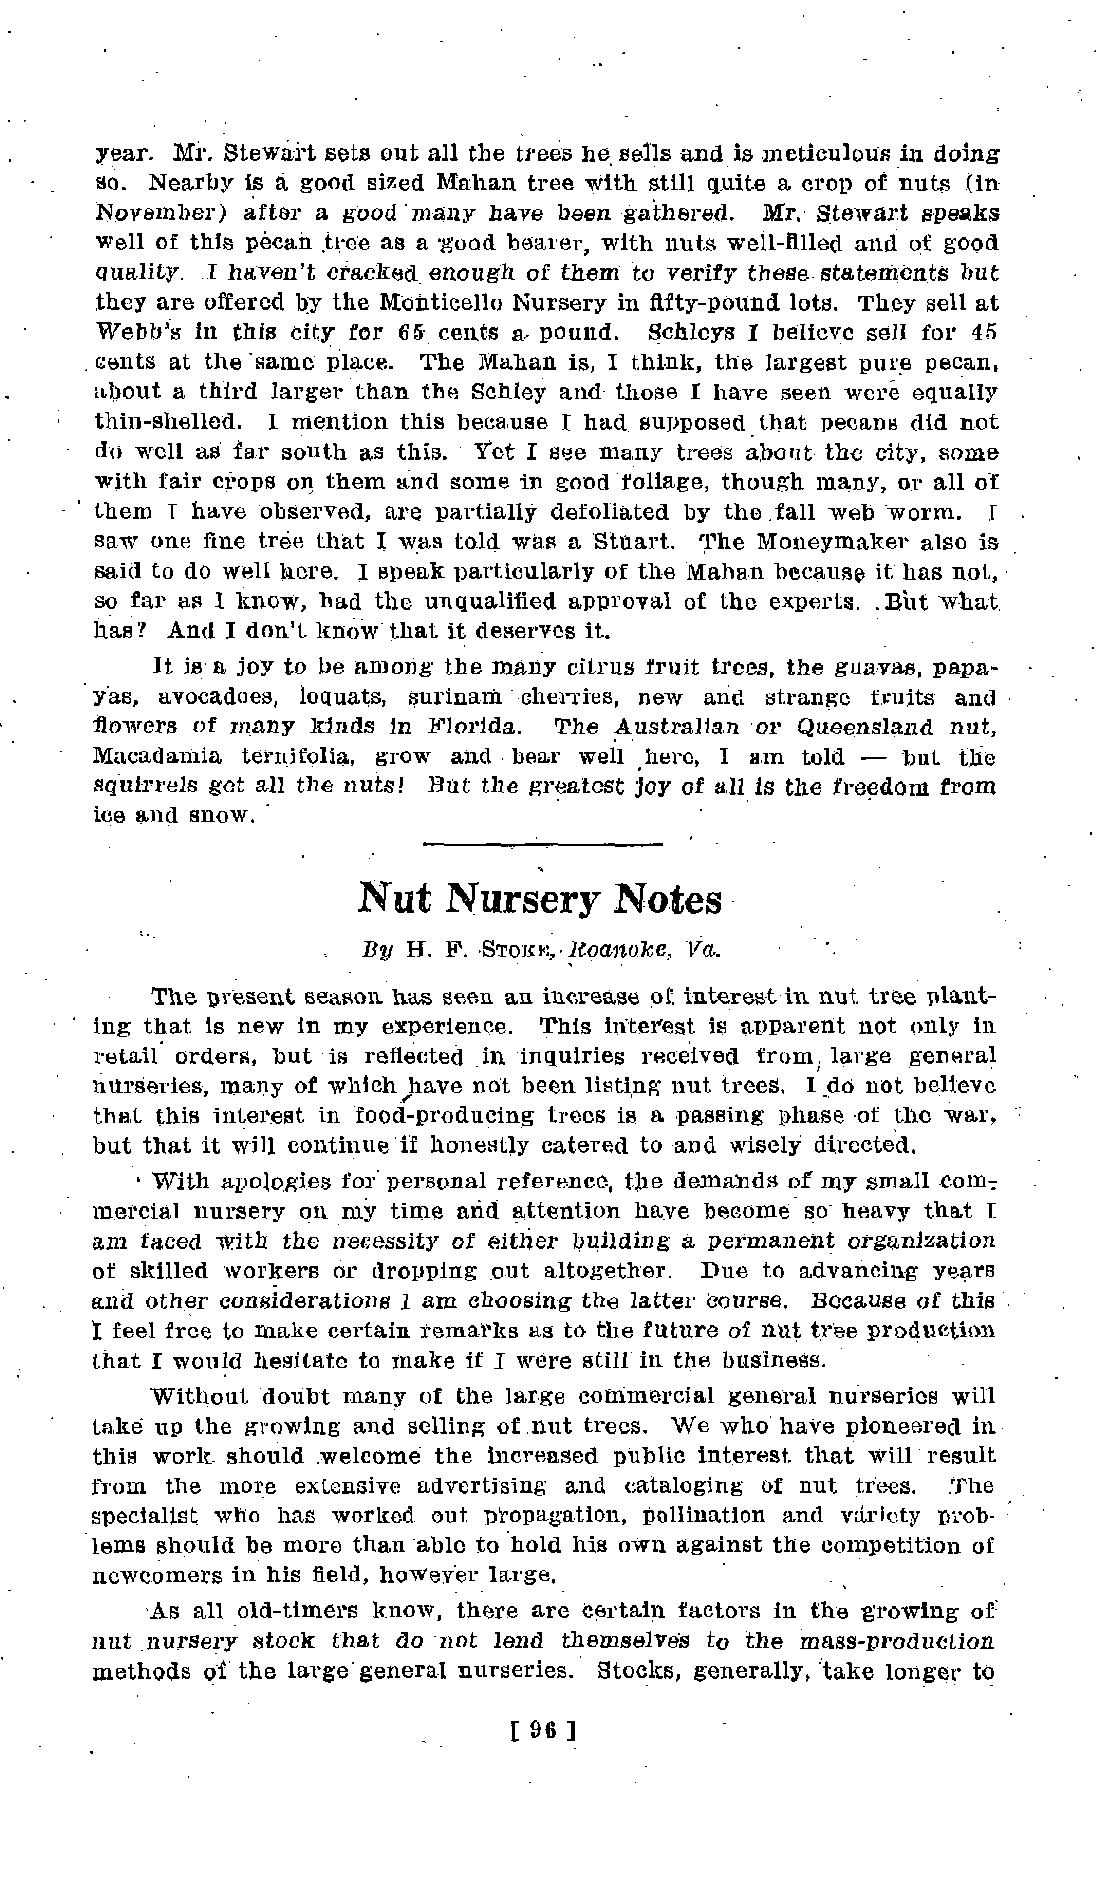 year. Mr. Stewart sets out all the trees he sells and is meticulous in doing
so. Nearby is a good sized Mahan tree with still quite a crop of nuts (in
November) after a good many have been gathered. Mr. Stewart speaks
well of this pecan tree as a good bearer, with nuts well-filled and of good
quality. I haven't cracked enough of them to verify these statements but
they are offered by the Monticello Nursery in fifty-pound lots. They sell at
Webb's in this city for 65 cents a pound. Schleys I believe sell for 45
cents at the same place. The Mahan is, I think, the largest pure pecan,
about a third larger than the Schley and those I have seen were equally
thin-shelled. I mention this because I had supposed that pecans did not
do well as far south as this. Yet I see many trees about the city, some
with fair crops on them and some in good foliage, though many, or all of
them I have observed, are partially defoliated by the fall web worm. I
saw one fine tree that I was told was a Stuart. The Moneymaker also is
said to do well here. I speak particularly of the Mahan because it has not,
so far as I know, had the unqualified approval of the experts. But what
has? And I don't know that it deserves it.
It is a joy to be among the many citrus fruit trees, the guavas, papa-
yas, avocadoes, loquats, surinam cherries, new and strange fruits and
flowers of many kinds in Florida. The Australian or Queensland nut,
Macadamia ternifolia, grow and bear well here, I am told — but the
squirrels get all the nuts! But the greatest joy of all is the freedom from
ice and snow.
Nut Nursery Notes
By H. F. STOKE, Roanoke, Va.
The present season has seen an increase of interest in nut tree plant-
ing that is new in my experience. This interest is apparent not only in
retail orders, but is reflected in inquiries received from large general
nurseries, many of which have not been listing nut trees. I do not believe
that this interest in food-producing trees is a passing phase of the war,
but that it will continue if honestly catered to and wisely directed.
With apologies for personal reference, the demands of my small com-
mercial nursery on my time and attention have become so heavy that I
am faced with the necessity of either building a permanent organization
of skilled workers or dropping out altogether. Due to advancing years
and other considerations I am choosing the latter course. Because of this
I feel free to make certain remarks as to the future of nut tree production
that I would hesitate to make if I were still in the business.
Without doubt many of the large commercial general nurseries will
take up the growing and selling of nut trees. We who have pioneered in
this work should welcome the increased public interest that will result
from the more extensive advertising and cataloging of nut trees. The
specialist who has worked out propagation, pollination and variety prob-
lems should be more than able to hold his own against the competition of
newcomers in his field, however large.
As all old-timers know, there are certain factors in the growing of
nut nursery stock that do not lend themselves to the mass-production
methods of the large general nurseries. Stocks, generally, take longer to
[ 96 ]